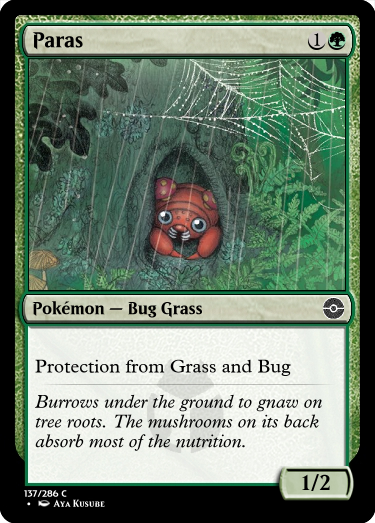 Paras 1
Pokémon — Bug Grass
Protection from Grass and Bug
Burrows under the ground to gnaw on
tree roots. The mushrooms on its back
absorb most of the nutrition.
1/2
137/286 C
• Aya Kusube